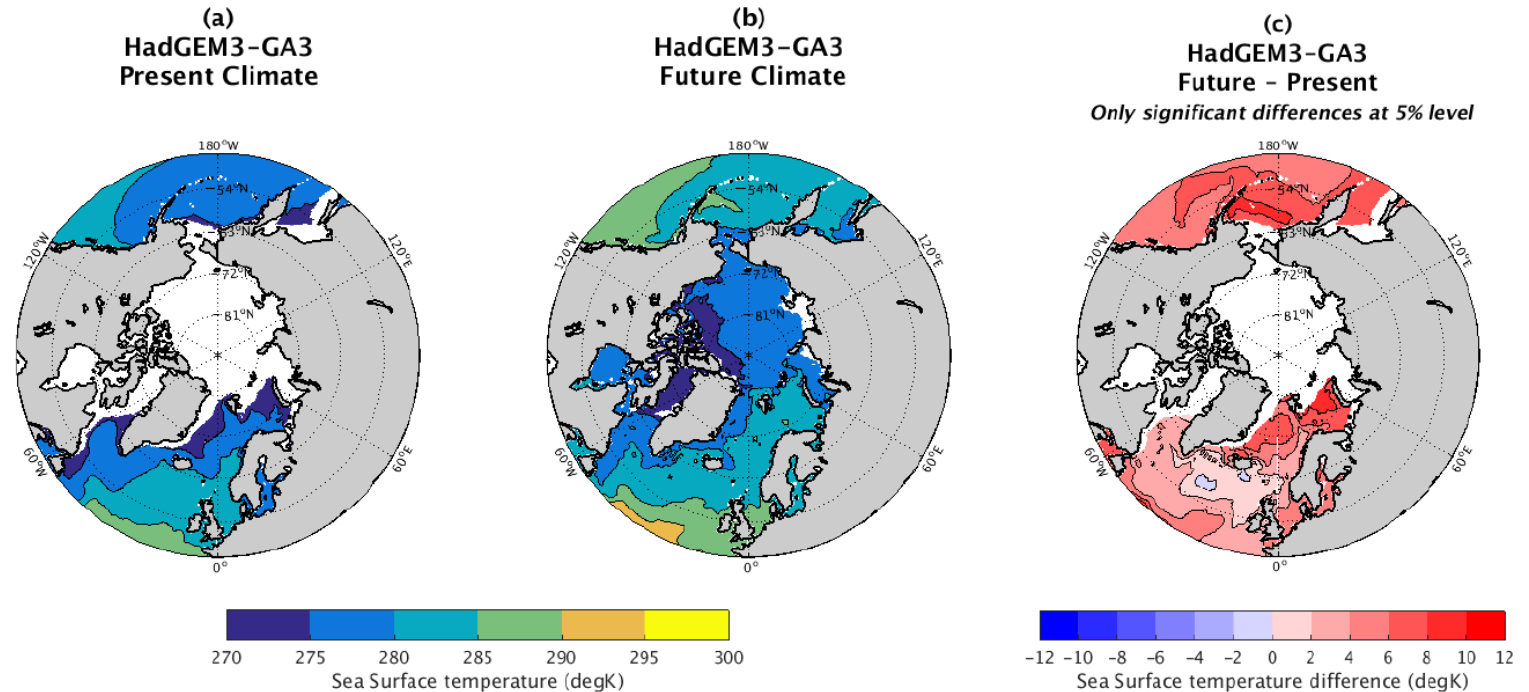 (a)
HadGEM3-GA3
Present Climate
(b)
HadGEM3-GA3
Future Climate
(c)
HadGEM3-GA3
Future - Present
Only significant differences at 5% level
180°W
54°N
63°N
72°N
81°N
120°W
120°E
60°W
60°E
0°
180°W
54°N
63°N
72°N
81°N
120°W
120°E
60°W
60°E
0°
180°W
54°N
63°N
72°N
81°N
120°W
120°E
60°W
60°E
0°
270 275 280 285 290 295 300
Sea Surface temperature (degK)
-12 -10 -8 -6 -4 -2 0 2 4 6 8 10 12
Sea Surface temperature difference (degK)